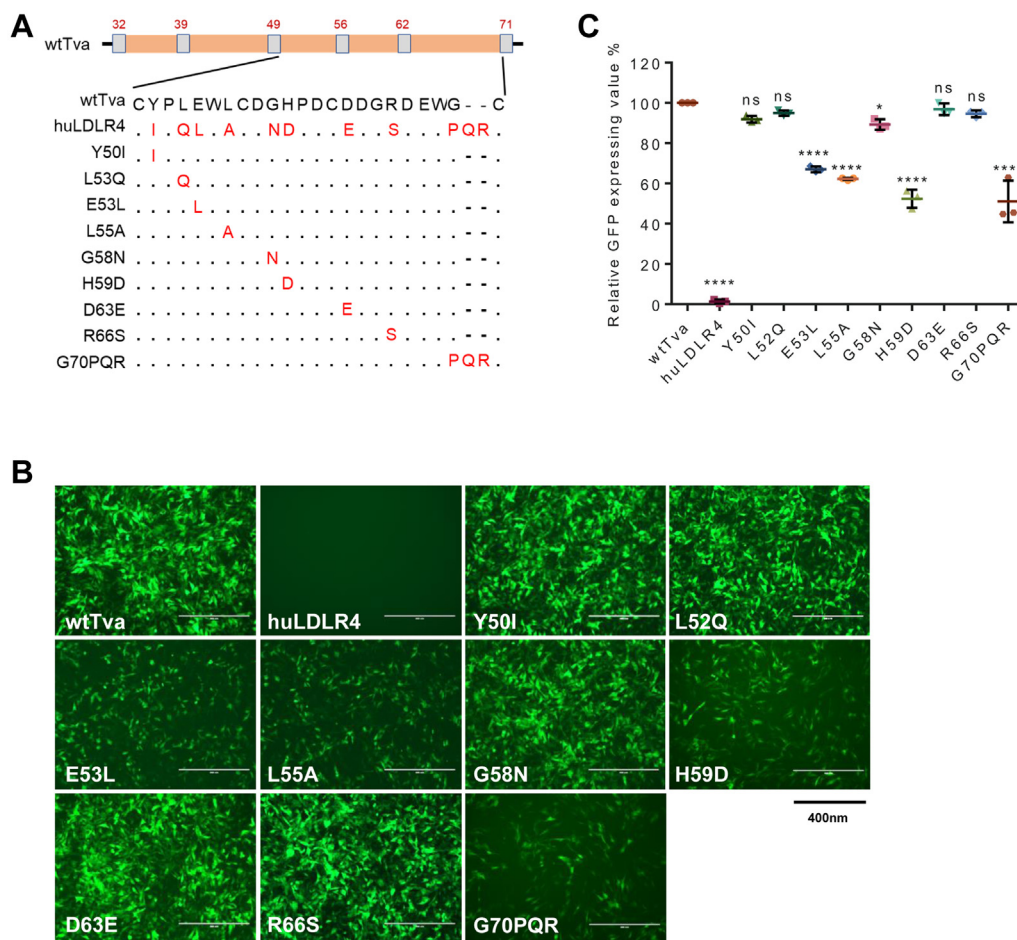 A
32 39 49 56 62 71
wtTva
wtTva C Y P L E W L C D G H P D C D D G R D E W G - - C
huLDLR4 . I . Q L . A . . N D . . . E . . S . . . P Q R .
Y50I . I . . . . . . . . . . . . . . . . . . . . - - .
L53Q . . . Q . . . . . . . . . . . . . . . . . . - - .
E53L . . . . L . . . . . . . . . . . . . . . . . - - .
L55A . . . . . . A . . . . . . . . . . . . . . . - - .
G58N . . . . . . . . . N . . . . . . . . . . . . - - .
H59D . . . . . . . . . . D . . . . . . . . . . . - - .
D63E . . . . . . . . . . . . . . E . . . . . . . - - .
R66S . . . . . . . . . . . . . . . . . S . . . . - - .
G70PQR . . . . . . . . . . . . . . . . . . . . . P Q R .
C
Relative GFP expressing value %
120
100
80
60
40
20
0
**** ns ns **** **** * **** ns ns ***
wtTva huLDLR4 Y50I L52Q E53L L55A G58N H59D D63E R66S G70PQR
B
wtTva huLDLR4 Y50I L52Q
E53L L55A G58N H59D
400nm
D63E R66S G70PQR